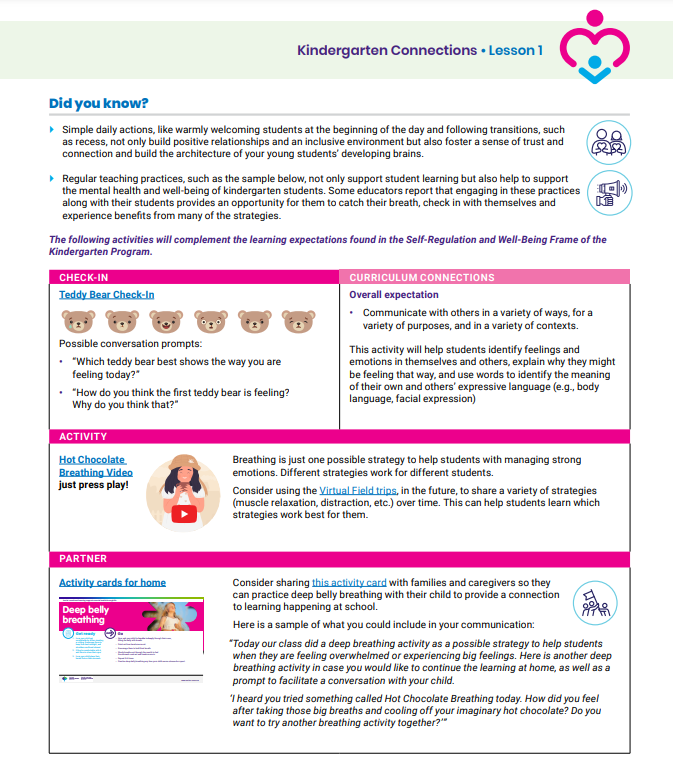 Kindergarten Connections • Lesson 1
Did you know?
Simple daily actions, like warmly welcoming students at the beginning of the day and following transitions, such
as recess, not only build positive relationships and an inclusive environment but also foster a sense of trust and
connection and build the architecture of your young students' developing brains.
Regular teaching practices, such as the sample below, not only support student learning but also help to support
the mental health and well-being of kindergarten students. Some educators report that engaging in these practices
along with their students provides an opportunity for them to catch their breath, check in with themselves and
experience benefits from many of the strategies.
The following activities will complement the learning expectations found in the Self-Regulation and Well-Being Frame of the
Kindergarten Program.
CHECK-IN
Teddy Bear Check-In
Possible conversation prompts:
• "Which teddy bear best shows the way you are
feeling today?"
• "How do you think the first teddy bear is feeling?
Why do you think that?"
CURRICULUM CONNECTIONS
Overall expectation
• Communicate with others in a variety of ways, for a
variety of purposes, and in a variety of contexts.
This activity will help students identify feelings and
emotions in themselves and others, explain why they might
be feeling that way, and use words to identify the meaning
of their own and others' expressive language (e.g., body
language, facial expression)
ACTIVITY
Hot Chocolate
Breathing Video
just press play!
Breathing is just one possible strategy to help students with managing strong
emotions. Different strategies work for different students.
Consider using the Virtual Field trips, in the future, to share a variety of strategies
(muscle relaxation, distraction, etc.) over time. This can help students learn which
strategies work best for them.
PARTNER
Activity cards for home
Deep belly
breathing
Get ready
Go
Consider sharing this activity card with families and caregivers so they
can practice deep belly breathing with their child to provide a connection
to learning happening at school.
Here is a sample of what you could include in your communication:
"Today our class did a deep breathing activity as a possible strategy to help students
when they are feeling overwhelmed or experiencing big feelings. Here is another deep
breathing activity in case you would like to continue the learning at home, as well as a
prompt to facilitate a conversation with your child.
'I heard you tried something called Hot Chocolate Breathing today. How did you feel
after taking those big breaths and cooling off your imaginary hot chocolate? Do you
want to try another breathing activity together?'"